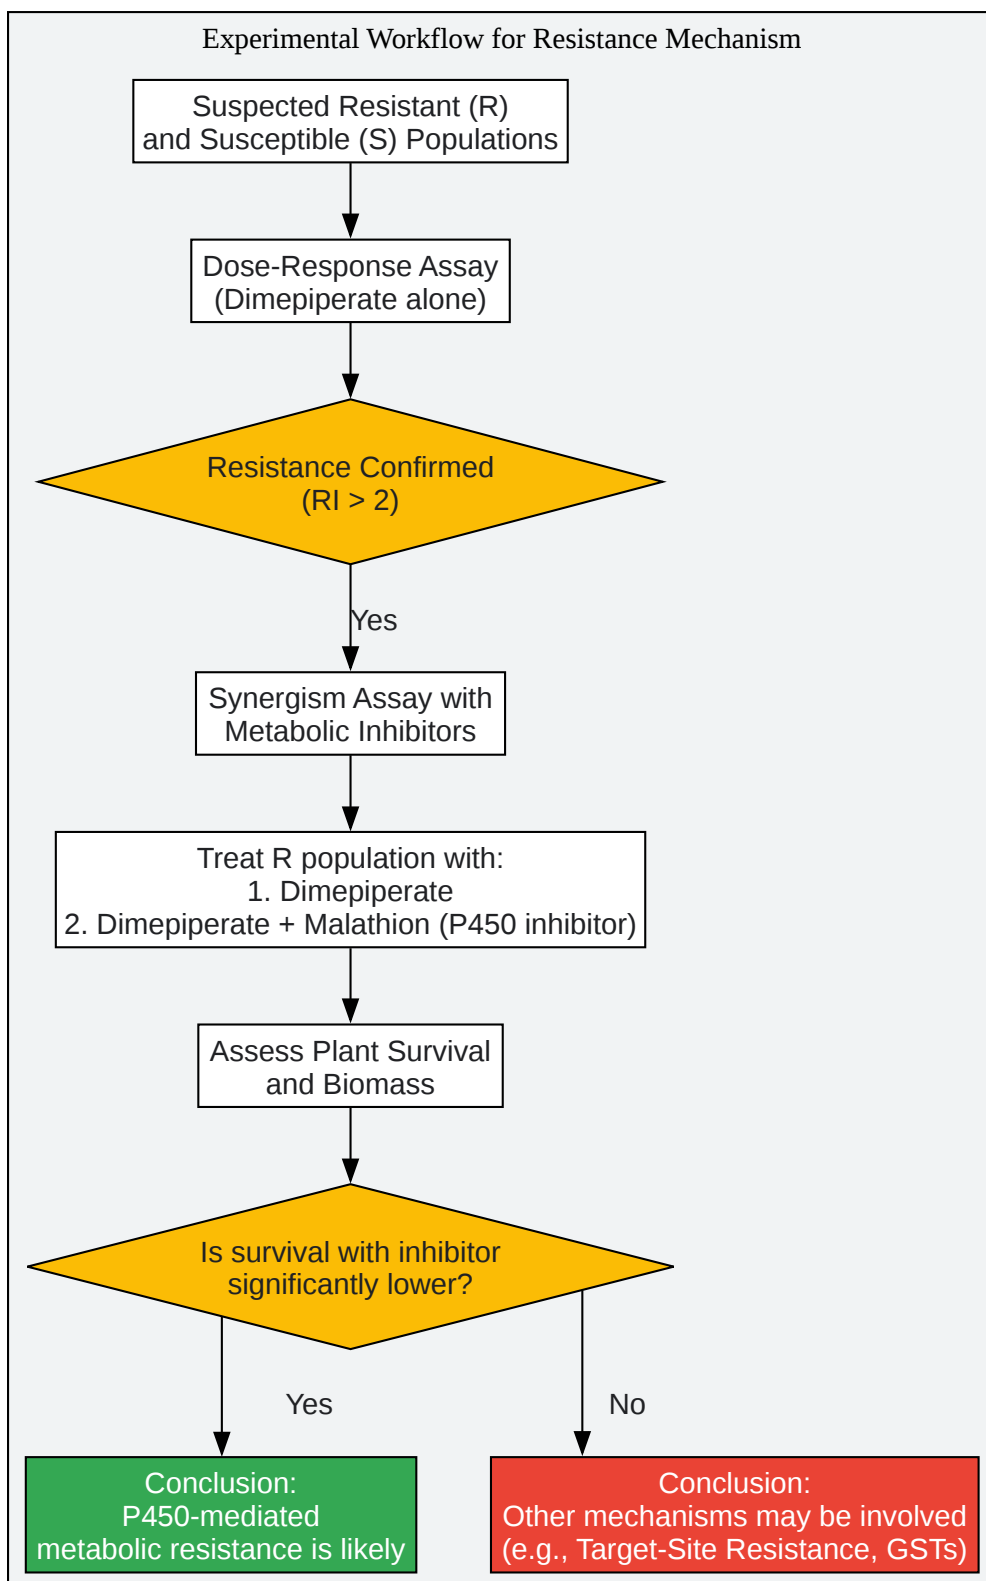 Experimental Workflow for Resistance Mechanism
Suspected Resistant (R)
and Susceptible (S) Populations
Dose-Response Assay
(Dimepiperate alone)
Resistance Confirmed
(RI > 2)
Yes
Synergism Assay with
Metabolic Inhibitors
Treat R population with:
1. Dimepiperate
2. Dimepiperate + Malathion (P450 inhibitor)
Assess Plant Survival
and Biomass
Is survival with inhibitor
significantly lower?
Yes
No
Conclusion:
P450-mediated
metabolic resistance is likely
Conclusion:
Other mechanisms may be involved
(e.g., Target-Site Resistance, GSTs)